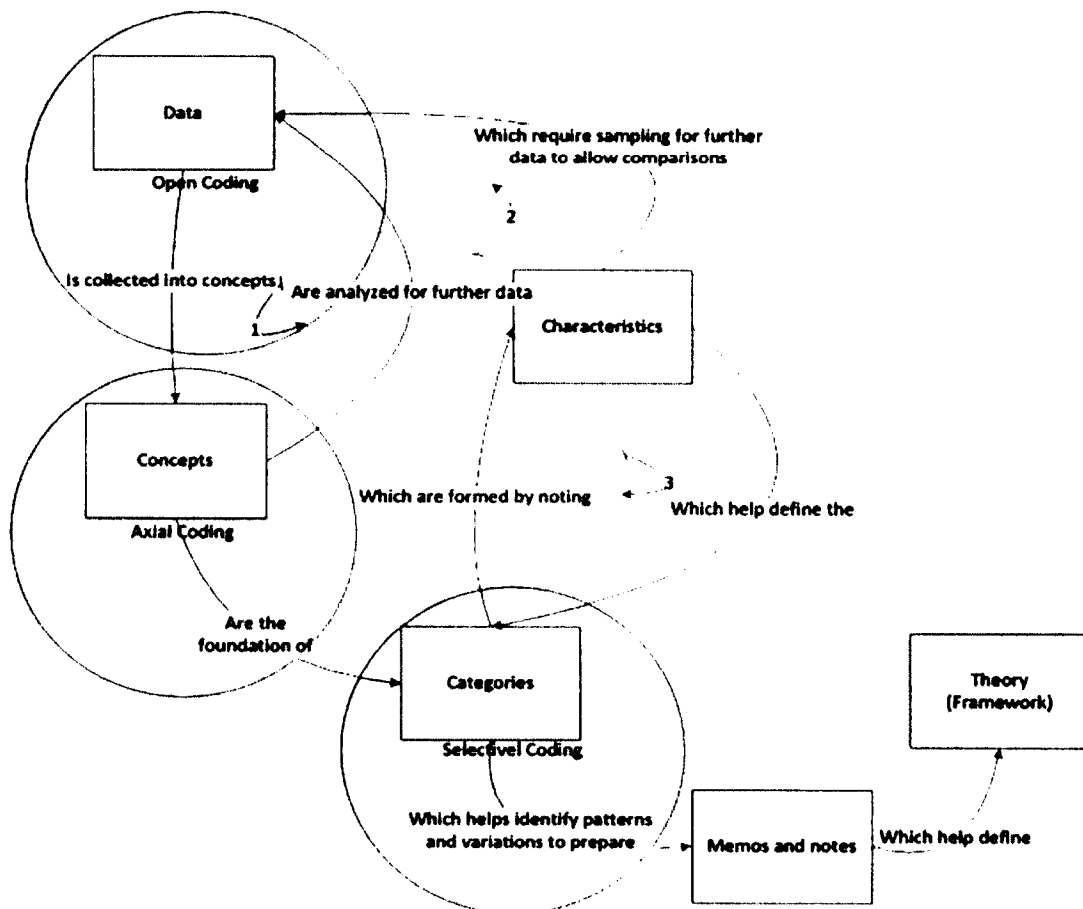 Data
Open Coding
Which require sampling for further
data to allow comparisons
2
Is collected into concepts
Are analyzed for further data
1
Characteristics
Concepts
Axial Coding
Which are formed by noting
3
Which help define the
Are the
foundation of
Categories
Selectivel Coding
Theory
(Framework)
Which helps identify patterns
and variations to prepare
Memos and notes
Which help define